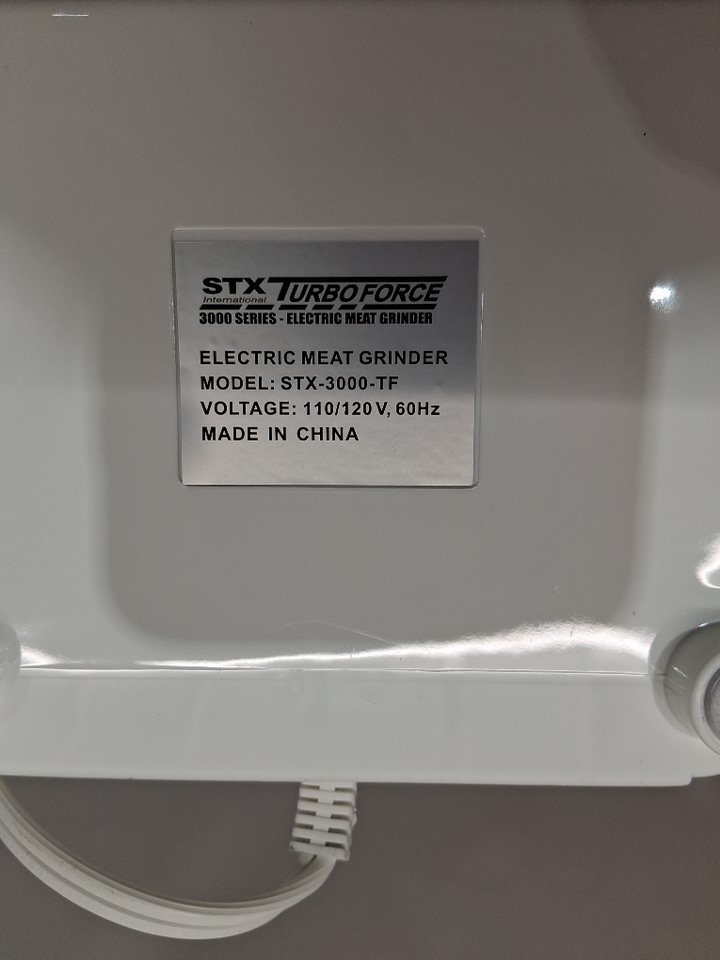 STX TURBOFORCE
International
3000 SERIES - ELECTRIC MEAT GRINDER
ELECTRIC MEAT GRINDER
MODEL: STX-3000-TF
VOLTAGE: 110/120 V, 60Hz
MADE IN CHINA